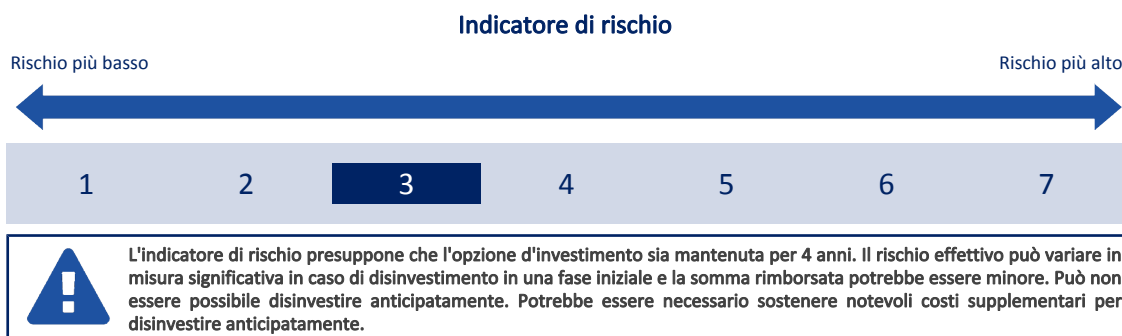 Indicatore di rischio
Rischio più basso Rischio più alto
1 2 3 4 5 6 7
L'indicatore di rischio presuppone che l'opzione d'investimento sia mantenuta per 4 anni. Il rischio effettivo può variare in
misura significativa in caso di disinvestimento in una fase iniziale e la somma rimborsata potrebbe essere minore. Può non
essere possibile disinvestire anticipatamente. Potrebbe essere necessario sostenere notevoli costi supplementari per
disinvestire anticipatamente.